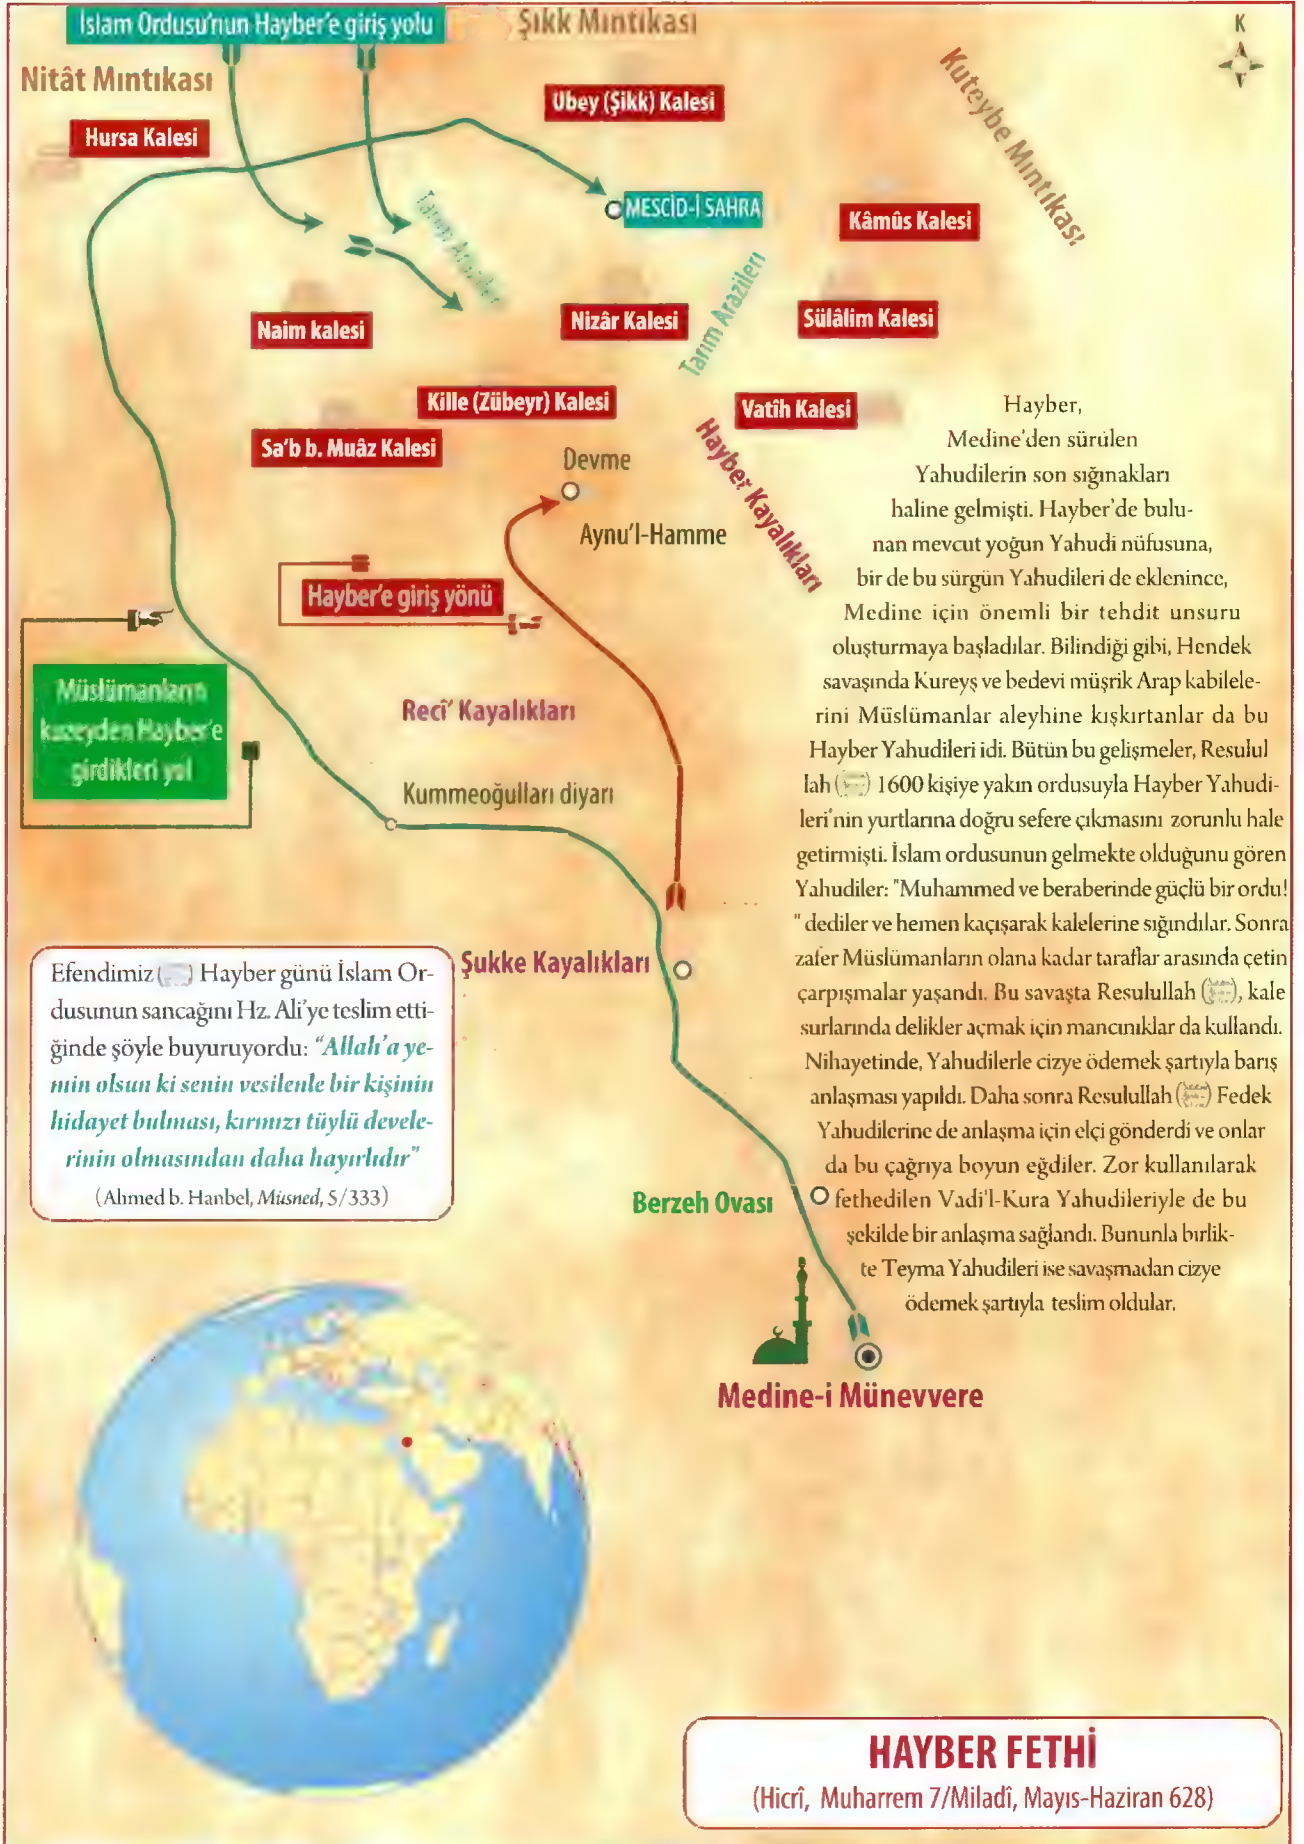 İslam Ordusu'nun Hayber'e giriş yolu
Şıkk Mıntıkası
K
Nitât Mıntıkası
Kuteybe Mıntıkası
Ubey (Şikk) Kalesi
Hursa Kalesi
Tarım Arazileri
MESCİD-İ SAHRA
Kâmûs Kalesi
Tarım Arazileri
Naim kalesi
Nizâr Kalesi
Sülâlim Kalesi
Kille (Zübeyr) Kalesi
Vatîh Kalesi
Sa'b b. Muâz Kalesi
Hayber Kayalıkları
Devme
Aynu'l-Hamme
Hayber'e giriş yönü
Müslümanların
kuzeyden Hayber'e
girdikleri yol
Recî' Kayalıkları
Kummeoğulları diyarı
Şukke Kayalıkları
Berzeh Ovası
Medine-i Münevvere
Hayber,
Medine'den sürülen
Yahudilerin son sığınakları
haline gelmişti. Hayber'de bulu-
nan mevcut yoğun Yahudi nüfusuna,
bir de bu sürgün Yahudileri de eklenince,
Medine için önemli bir tehdit unsuru
oluşturmaya başladılar. Bilindiği gibi, Hendek
savaşında Kureyş ve bedevi müşrik Arap kabilele-
rini Müslümanlar aleyhine kışkırtanlar da bu
Hayber Yahudileri idi. Bütün bu gelişmeler, Resulul
lah ( ) 1600 kişiye yakın ordusuyla Hayber Yahudi-
leri'nin yurtlarına doğru sefere çıkmasını zorunlu hale
getirmişti. İslam ordusunun gelmekte olduğunu gören
Yahudiler: "Muhammed ve beraberinde güçlü bir ordu!
" dediler ve hemen kaçışarak kalelerine sığındılar. Sonra
zafer Müslümanların olana kadar taraflar arasında çetin
çarpışmalar yaşandı. Bu savaşta Resulullah ( ), kale
surlarında delikler açmak için mancınıklar da kullandı.
Nihayetinde, Yahudilerle cizye ödemek şartıyla barış
anlaşması yapıldı. Daha sonra Resulullah ( ) Fedek
Yahudilerine de anlaşma için elçi gönderdi ve onlar
da bu çağrıya boyun eğdiler. Zor kullanılarak
fethedilen Vadi'l-Kura Yahudileriyle de bu
şekilde bir anlaşma sağlandı. Bununla birlik-
te Teyma Yahudileri ise savaşmadan cizye
ödemek şartıyla teslim oldular.
Efendimiz ( ) Hayber günü İslam Or-
dusunun sancağını Hz. Ali'ye teslim etti-
ğinde şöyle buyuruyordu: "Allah'a ye-
min olsun ki senin vesilenle bir kişinin
hidayet bulması, kırmızı tüylü devele-
rinin olmasından daha hayırlıdır"
(Ahmed b. Hanbel, Müsned, 5/333)
HAYBER FETHİ
(Hicrî, Muharrem 7/Miladî, Mayıs-Haziran 628)